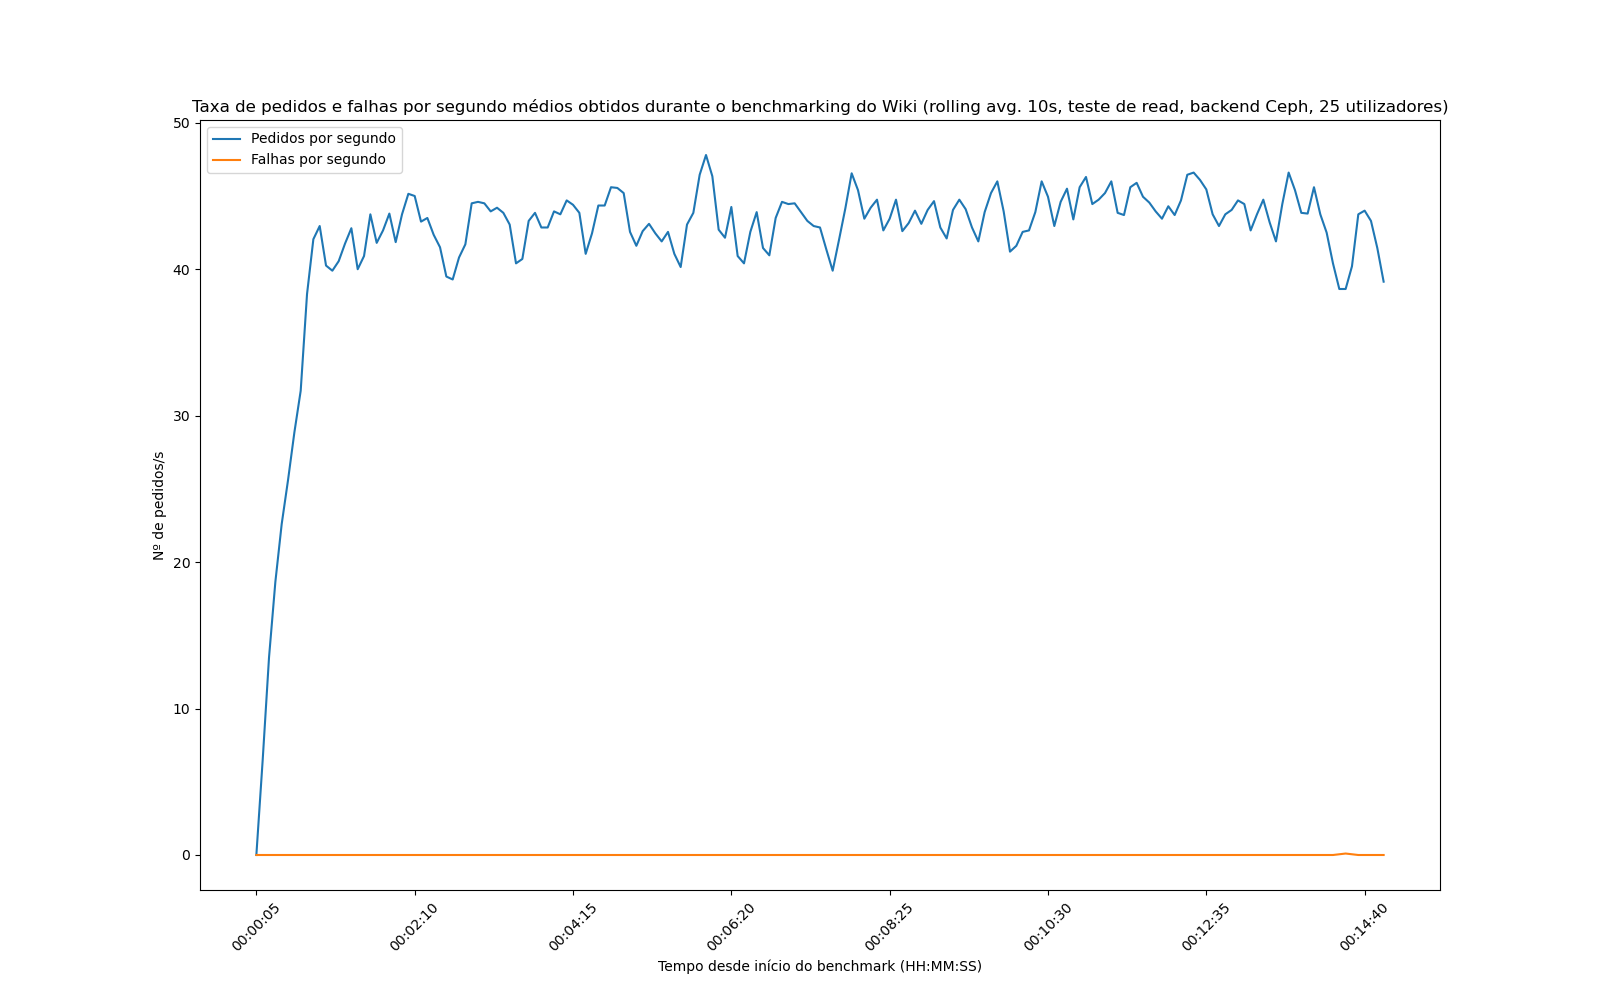 Taxa de pedidos e falhas por segundo médios obtidos durante o benchmarking do Wiki (rolling avg. 10s, teste de read, backend Ceph, 25 utilizadores)
Pedidos por segundo
Falhas por segundo
50
40
30
20
10
0
Nº de pedidos/s
00:00:05
00:02:10
00:04:15
00:06:20
00:08:25
00:10:30
00:12:35
00:14:40
Tempo desde início do benchmark (HH:MM:SS)